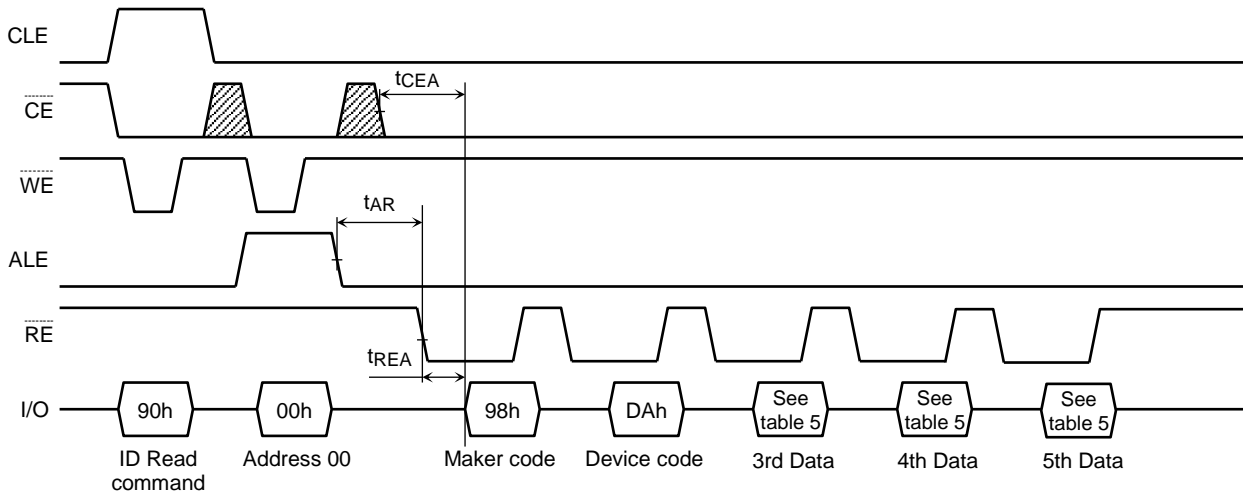 CLE
tCEA
CE
WE
tAR
ALE
RE
tREA
I/O
90h
00h
98h
DAh
See
table 5
See
table 5
See
table 5
ID Read
command
Address 00
Maker code
Device code
3rd Data
4th Data
5th Data